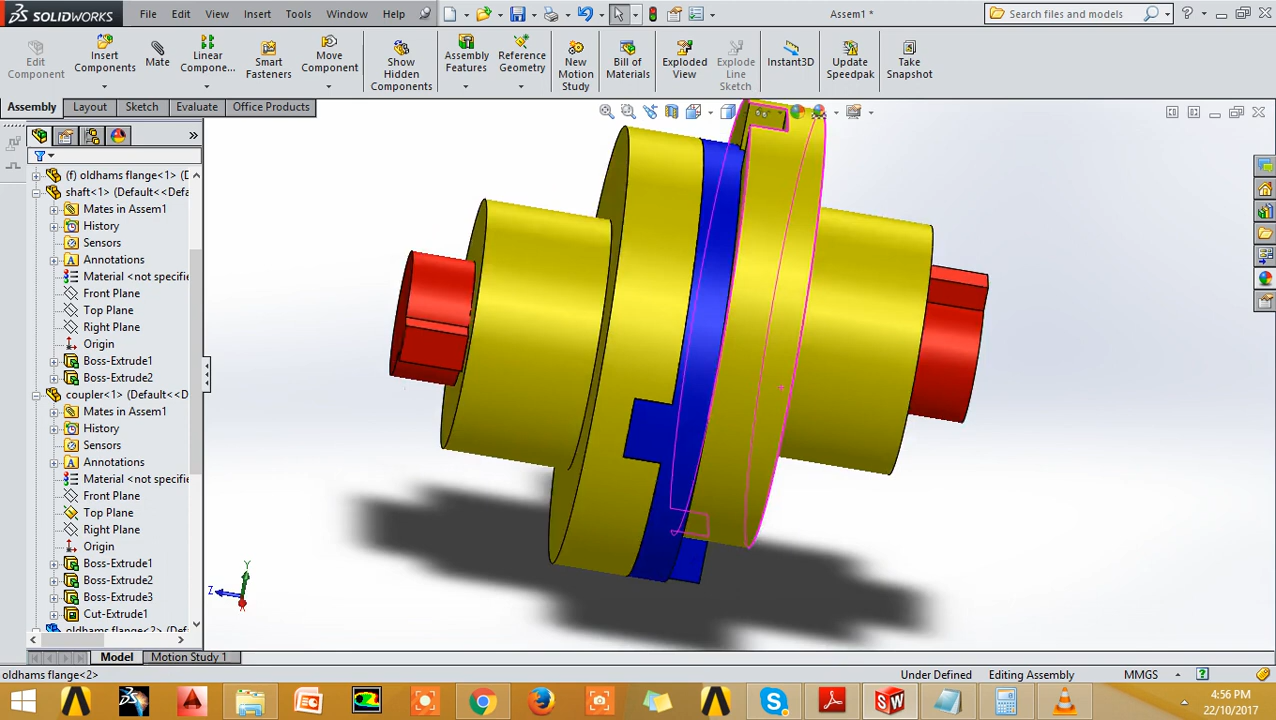 SOLIDWORKS
File Edit View Insert Tools Window Help
Assem1 *
Search files and models
Edit Component
Insert Components
Mate
Linear Compone...
Smart Fasteners
Move Component
Show Hidden Components
Assembly Features
Reference Geometry
New Motion Study
Bill of Materials
Exploded View
Explode Line Sketch
Instant3D
Update Speedpak
Take Snapshot
Assembly Layout Sketch Evaluate Office Products
(f) oldhams flange<1> (D
shaft<1> (Default<<Defa
Mates in Assem1
History
Sensors
Annotations
Material <not specifie
Front Plane
Top Plane
Right Plane
Origin
Boss-Extrude1
Boss-Extrude2
coupler<1> (Default<<D
Mates in Assem1
History
Sensors
Annotations
Material <not specifie
Front Plane
Top Plane
Right Plane
Origin
Boss-Extrude1
Boss-Extrude2
Boss-Extrude3
Cut-Extrude1
oldhams flange<2> (Def
Y
Z
X
Model Motion Study 1
oldhams flange<2>
Under Defined Editing Assembly MMGS
4:56 PM
22/10/2017